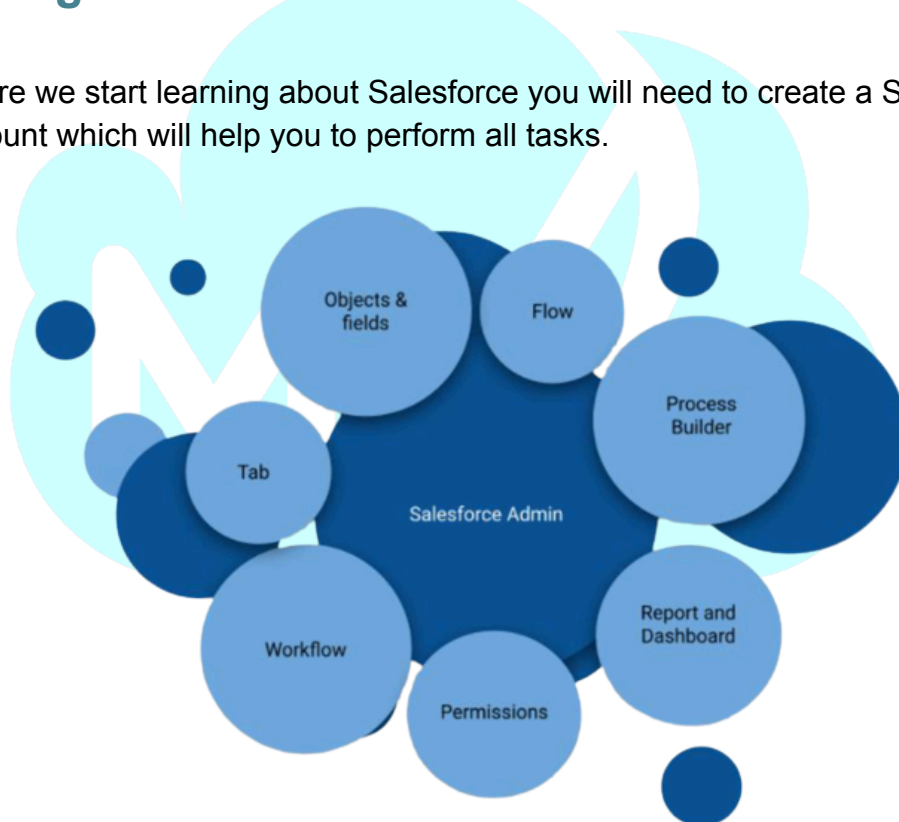 re we start learning about Salesforce you will need to create a S
ount which will help you to perform all tasks.
Objects &
fields
Flow
Process
Builder
Tab
Salesforce Admin
Report and
Dashboard
Workflow
Permissions